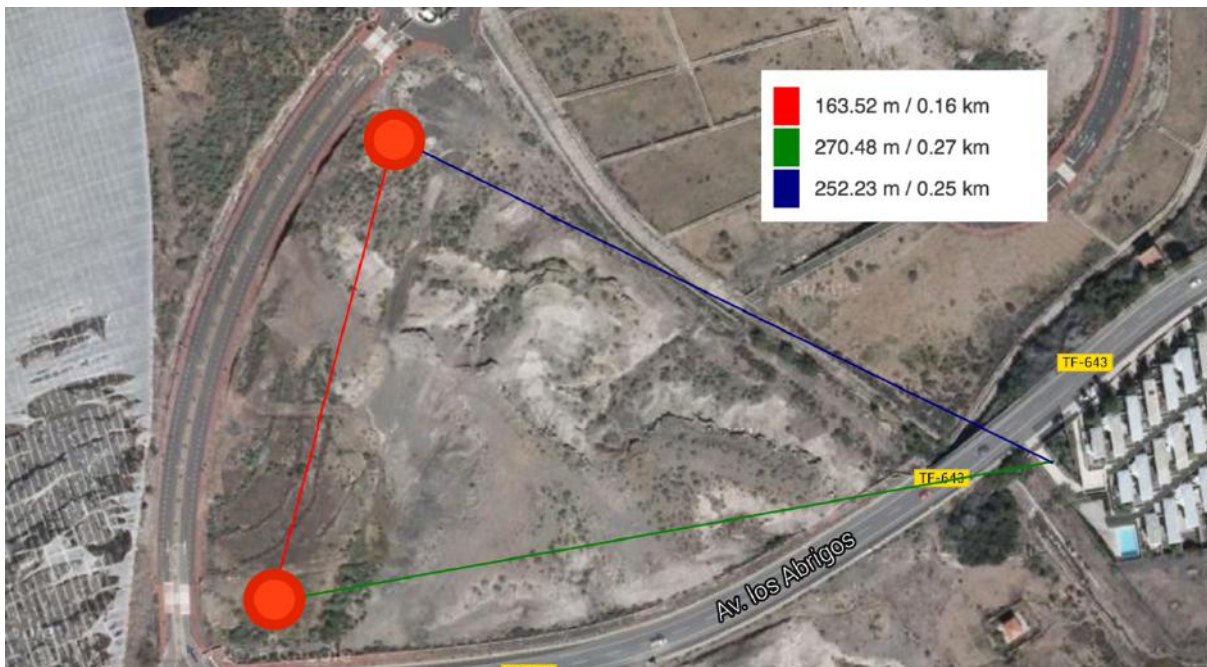 163.52 m / 0.16 km
270.48 m / 0.27 km
252.23 m / 0.25 km
TF-643
TF-643
Av. los Abrigos